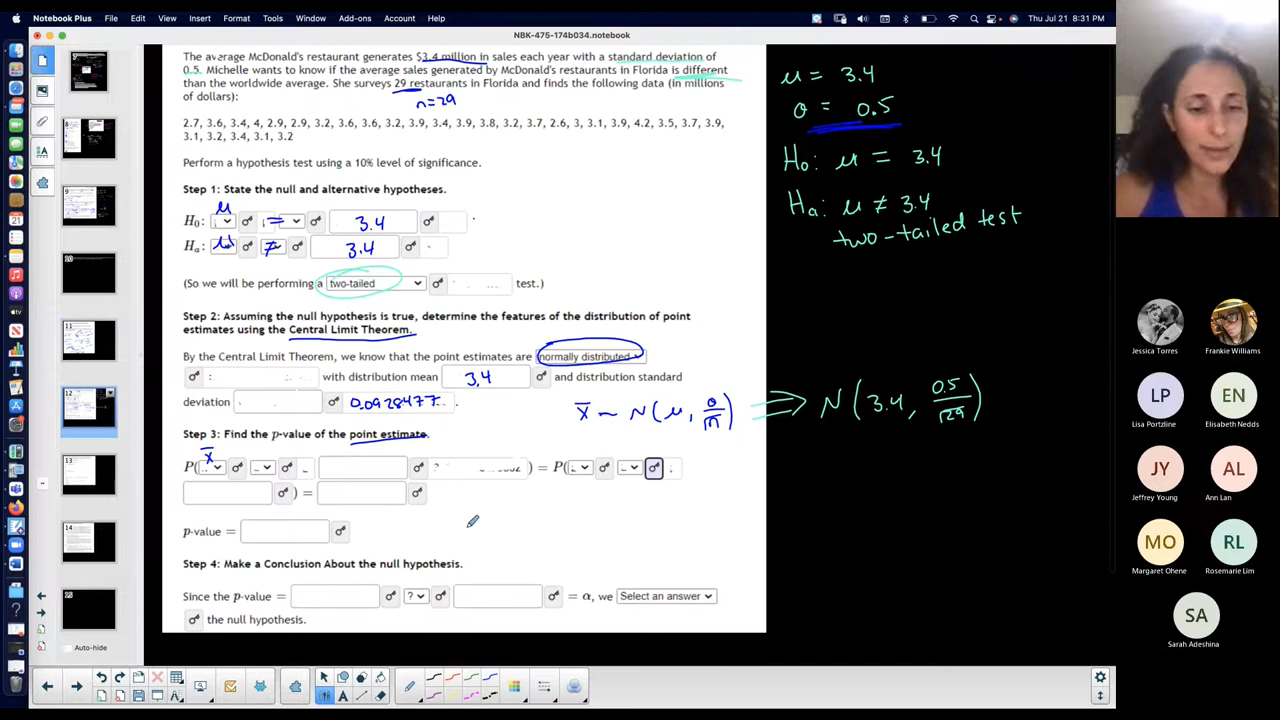 Notebook Plus File Edit View Insert Format Tools Window Add-ons Account Help Thu Jul 21 8:31 PM
NBK-475-174b034.notebook
The average McDonald's restaurant generates $3.4 million in sales each year with a standard deviation of
0.5. Michelle wants to know if the average sales generated by McDonald's restaurants in Florida is different
than the worldwide average. She surveys 29 restaurants in Florida and finds the following data (in millions
of dollars):
n=29
2.7, 3.6, 3.4, 4, 2.9, 2.9, 3.2, 3.6, 3.6, 3.2, 3.9, 3.4, 3.9, 3.8, 3.2, 3.7, 2.6, 3, 3.1, 3.9, 4.2, 3.5, 3.7, 3.9,
3.1, 3.2, 3.4, 3.1, 3.2
Perform a hypothesis test using a 10% level of significance.
Step 1: State the null and alternative hypotheses.
H0: μ = 3.4
Ha: μ ≠ 3.4
(So we will be performing a two-tailed test.)
Step 2: Assuming the null hypothesis is true, determine the features of the distribution of point
estimates using the Central Limit Theorem.
By the Central Limit Theorem, we know that the point estimates are normally distributed
with distribution mean 3.4 and distribution standard
deviation 0.0928477.
Step 3: Find the p-value of the point estimate.
P( x̄ ) = P(
) =
p-value =
Step 4: Make a Conclusion About the null hypothesis.
Since the p-value = ? = α, we Select an answer
the null hypothesis.
μ = 3.4
σ = 0.5
H0: μ = 3.4
Ha: μ ≠ 3.4
two-tailed test
x̄ ~ N(μ, σ/√n) ⇒ N(3.4, 0.5/√29)
Jessica Torres
Frankie Williams
LP
Lisa Portzline
EN
Elisabeth Nedds
JY
Jeffrey Young
AL
Ann Lan
MO
Margaret Ohene
RL
Rosemarie Lim
SA
Sarah Adeshina
8
9
10
11
12
13
14
Auto-hide